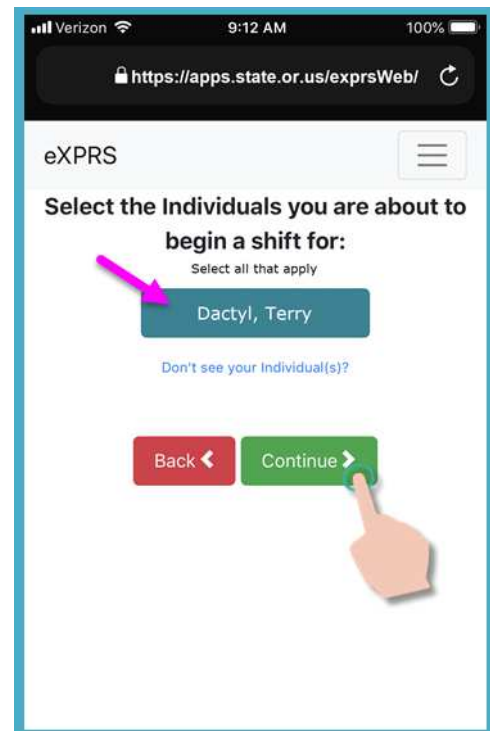 Verizon 9:12 AM 100%
https://apps.state.or.us/exprsWeb/
eXPRS
Select the Individuals you are about to
begin a shift for:
Select all that apply
Dactyl, Terry
Don't see your Individual(s)?
Back Continue